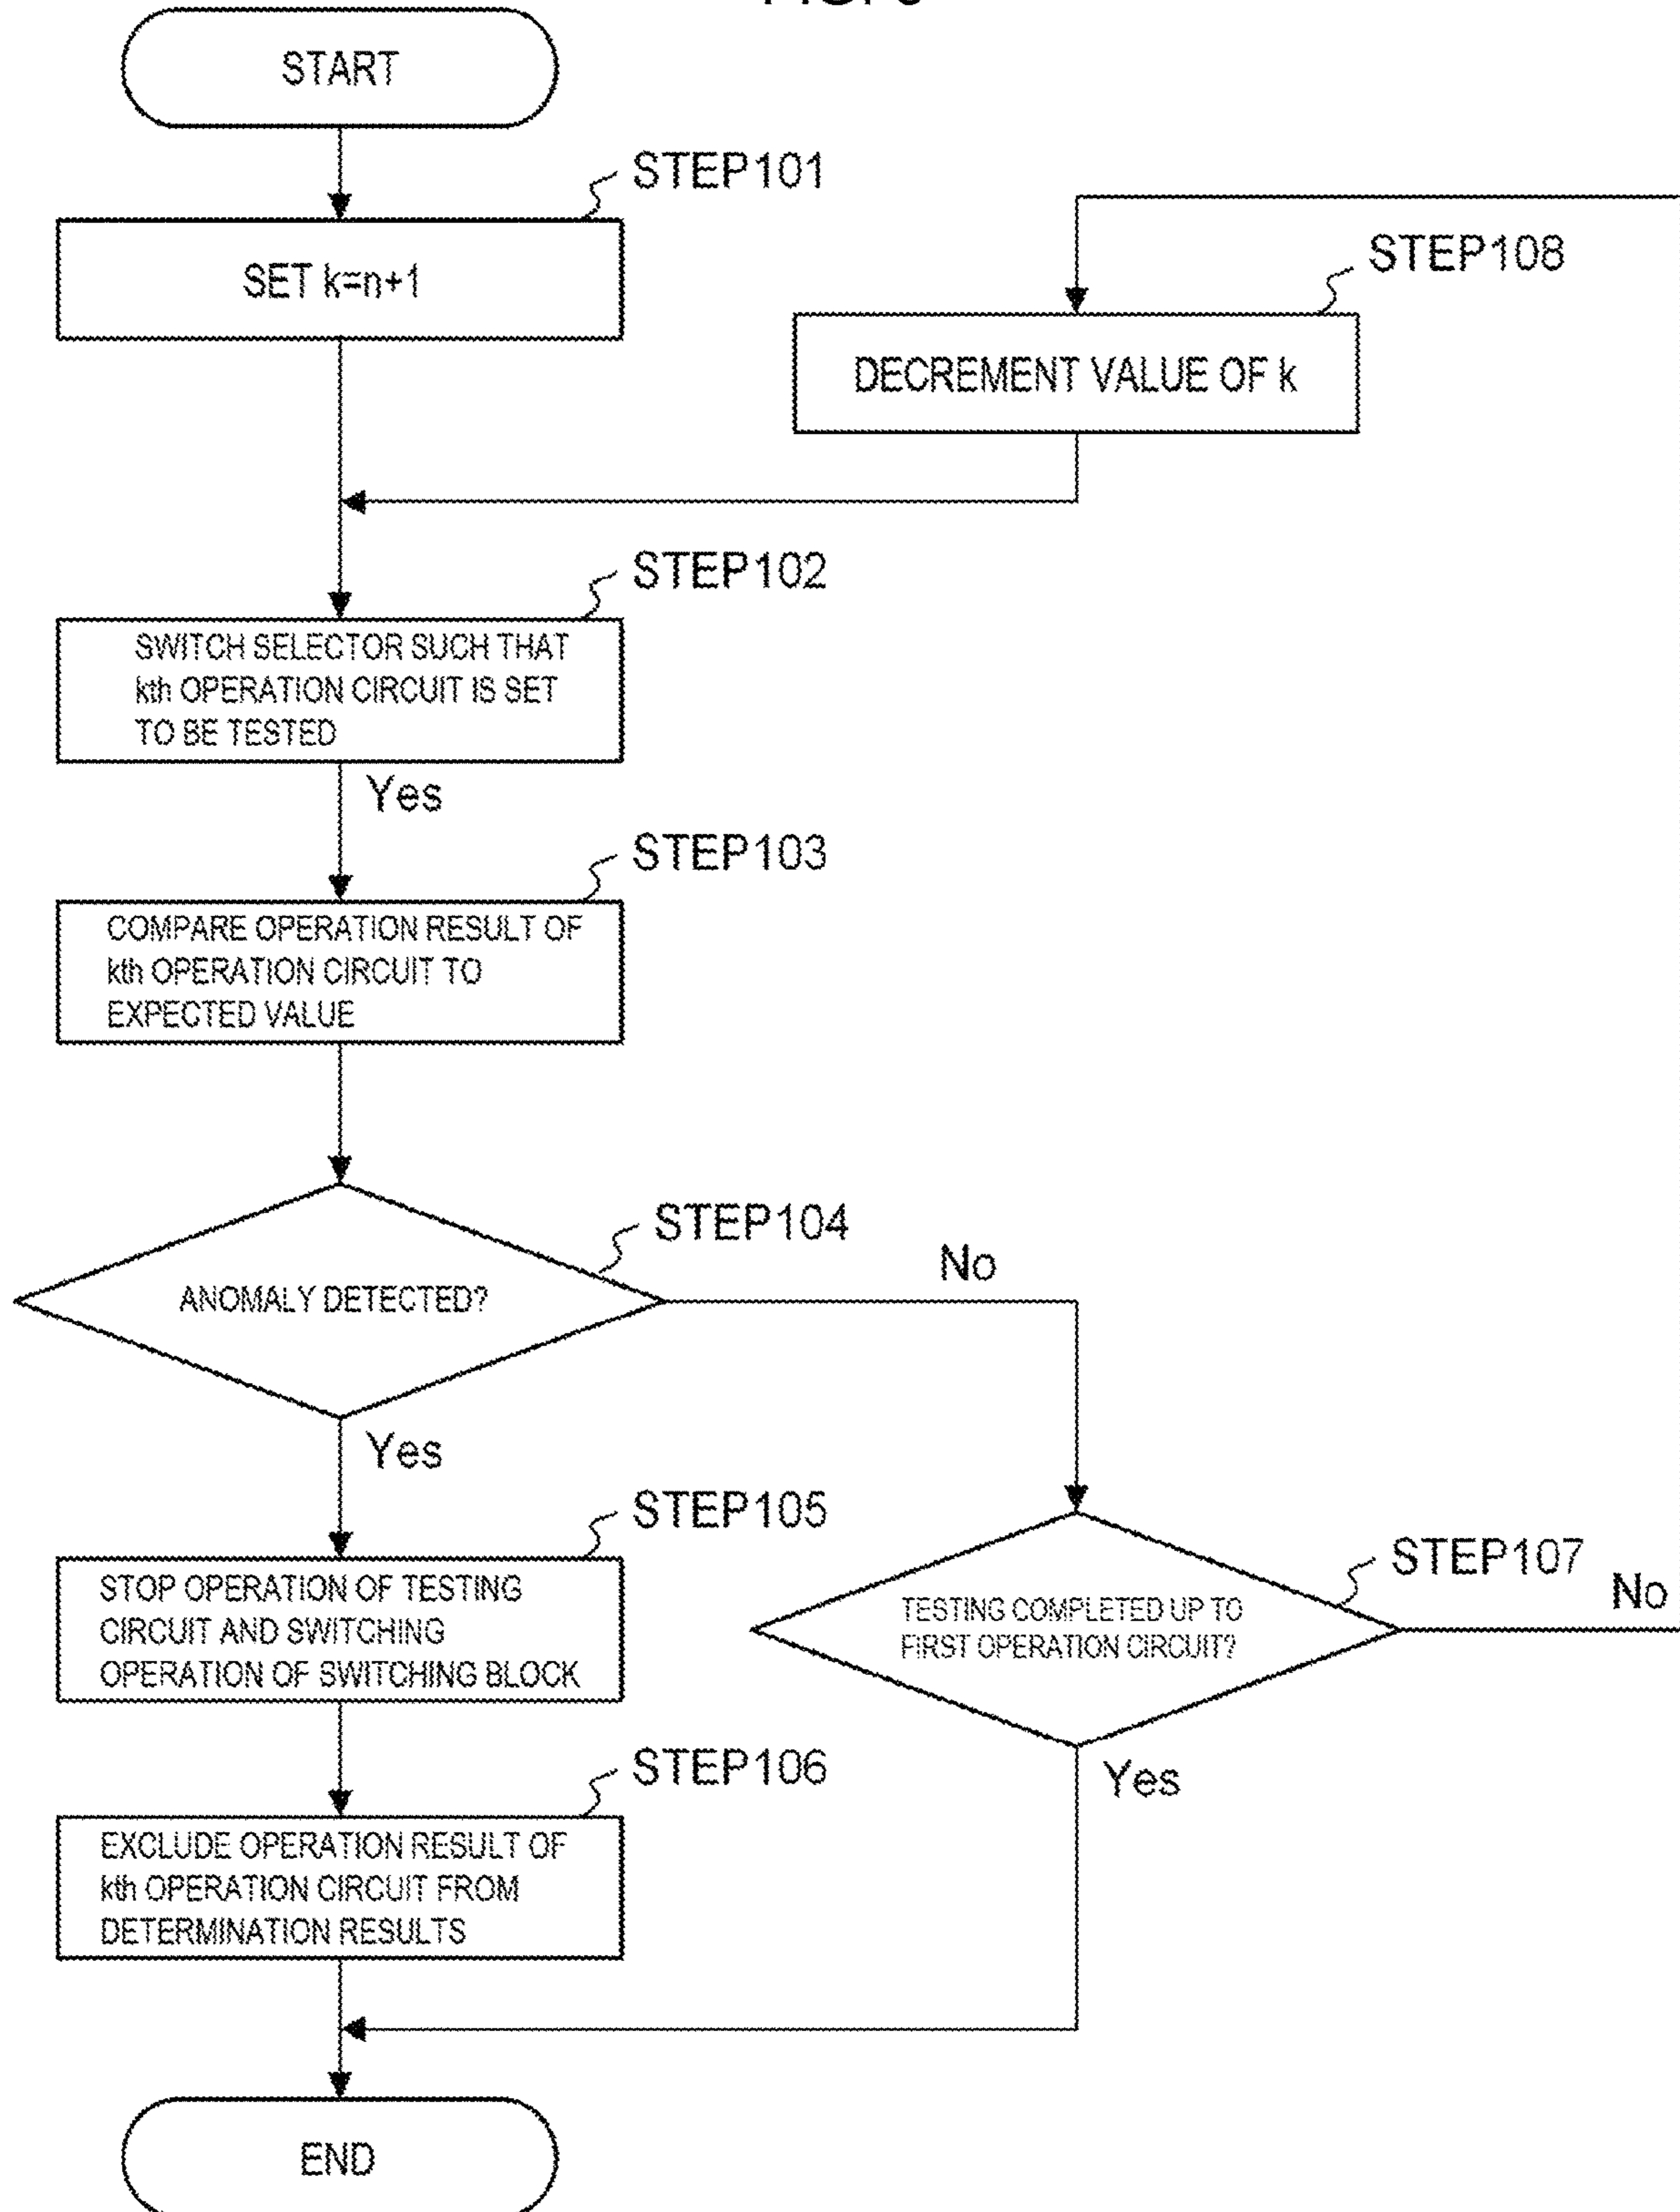 START
STEP101
SET k=n+1
STEP108
DECREMENT VALUE OF k
STEP102
SWITCH SELECTOR SUCH THAT
kth OPERATION CIRCUIT IS SET
TO BE TESTED
Yes
STEP103
COMPARE OPERATION RESULT OF
kth OPERATION CIRCUIT TO
EXPECTED VALUE
STEP104
ANOMALY DETECTED?
No
Yes
STEP105
STOP OPERATION OF TESTING
CIRCUIT AND SWITCHING
OPERATION OF SWITCHING BLOCK
STEP107
TESTING COMPLETED UP TO
FIRST OPERATION CIRCUIT?
No
Yes
STEP106
EXCLUDE OPERATION RESULT OF
kth OPERATION CIRCUIT FROM
DETERMINATION RESULTS
END